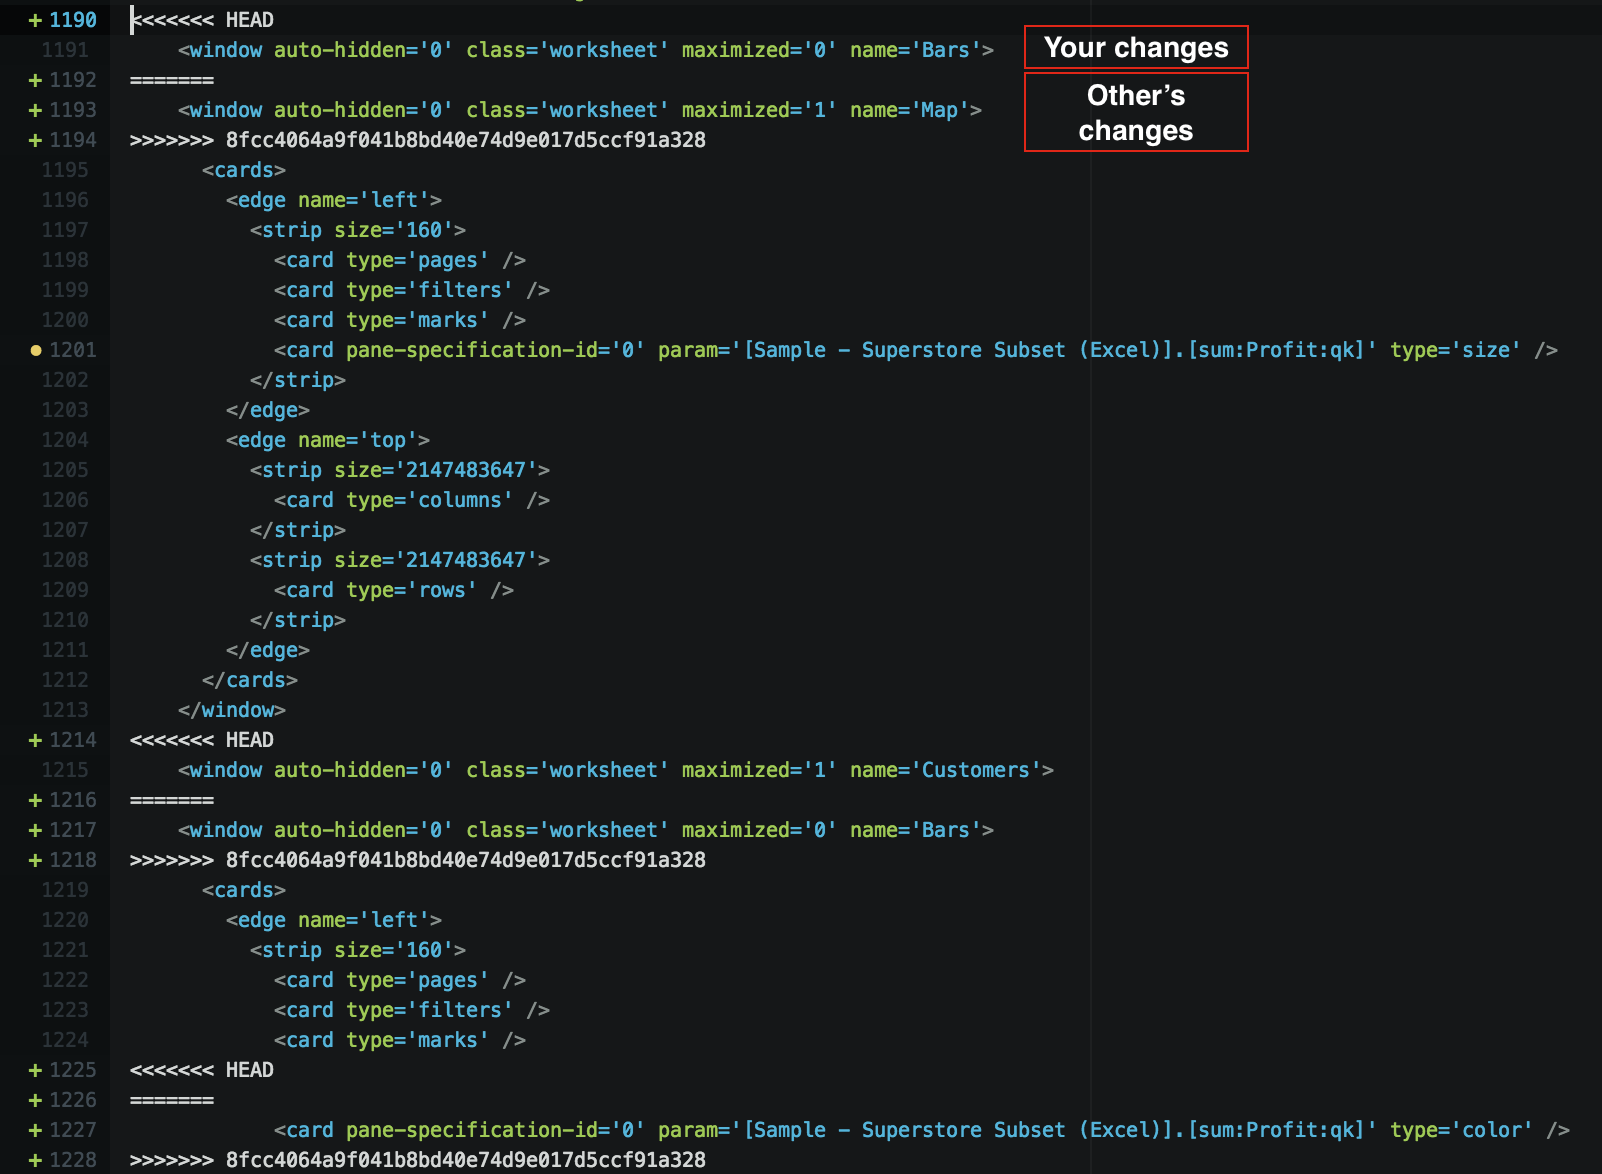 + 1190 <<<<<<< HEAD
1191     <window auto-hidden='0' class='worksheet' maximized='0' name='Bars'>
Your changes
+ 1192 =======
+ 1193     <window auto-hidden='0' class='worksheet' maximized='1' name='Map'>
Other’s
changes
+ 1194 >>>>>>> 8fcc4064a9f041b8bd40e74d9e017d5ccf91a328
1195       <cards>
1196         <edge name='left'>
1197           <strip size='160'>
1198             <card type='pages' />
1199             <card type='filters' />
1200             <card type='marks' />
1201             <card pane-specification-id='0' param='[Sample - Superstore Subset (Excel)].[sum:Profit:qk]' type='size' />
1202           </strip>
1203         </edge>
1204         <edge name='top'>
1205           <strip size='2147483647'>
1206             <card type='columns' />
1207           </strip>
1208           <strip size='2147483647'>
1209             <card type='rows' />
1210           </strip>
1211         </edge>
1212       </cards>
1213     </window>
+ 1214 <<<<<<< HEAD
1215     <window auto-hidden='0' class='worksheet' maximized='1' name='Customers'>
+ 1216 =======
+ 1217     <window auto-hidden='0' class='worksheet' maximized='0' name='Bars'>
+ 1218 >>>>>>> 8fcc4064a9f041b8bd40e74d9e017d5ccf91a328
1219       <cards>
1220         <edge name='left'>
1221           <strip size='160'>
1222             <card type='pages' />
1223             <card type='filters' />
1224             <card type='marks' />
+ 1225 <<<<<<< HEAD
+ 1226 =======
+ 1227             <card pane-specification-id='0' param='[Sample - Superstore Subset (Excel)].[sum:Profit:qk]' type='color' />
+ 1228 >>>>>>> 8fcc4064a9f041b8bd40e74d9e017d5ccf91a328